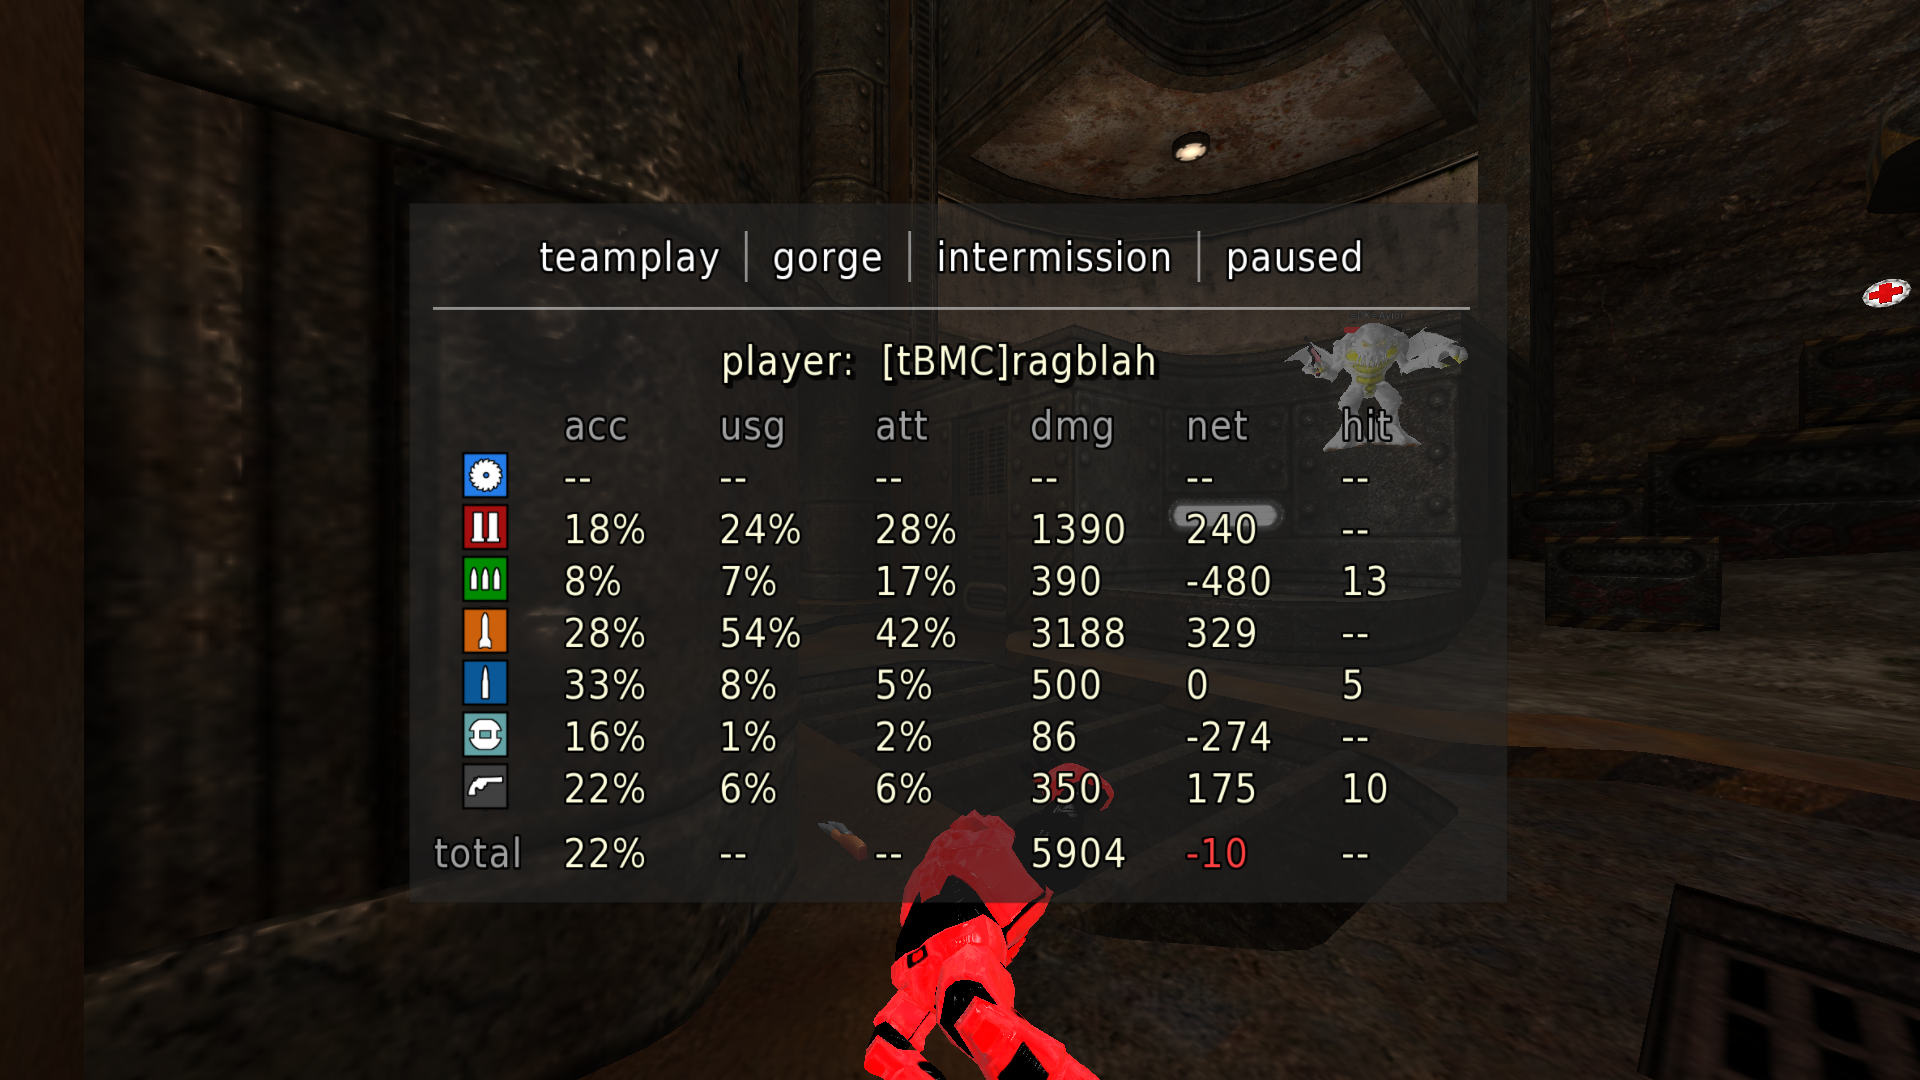 teamplay | gorge | intermission | paused
player: [tBMC]ragblah
acc usg att dmg net hit
-- -- -- -- -- --
18% 24% 28% 1390 240 --
8% 7% 17% 390 -480 13
28% 54% 42% 3188 329 --
33% 8% 5% 500 0 5
16% 1% 2% 86 -274 --
22% 6% 6% 350 175 10
total 22% -- -- 5904 -10 --